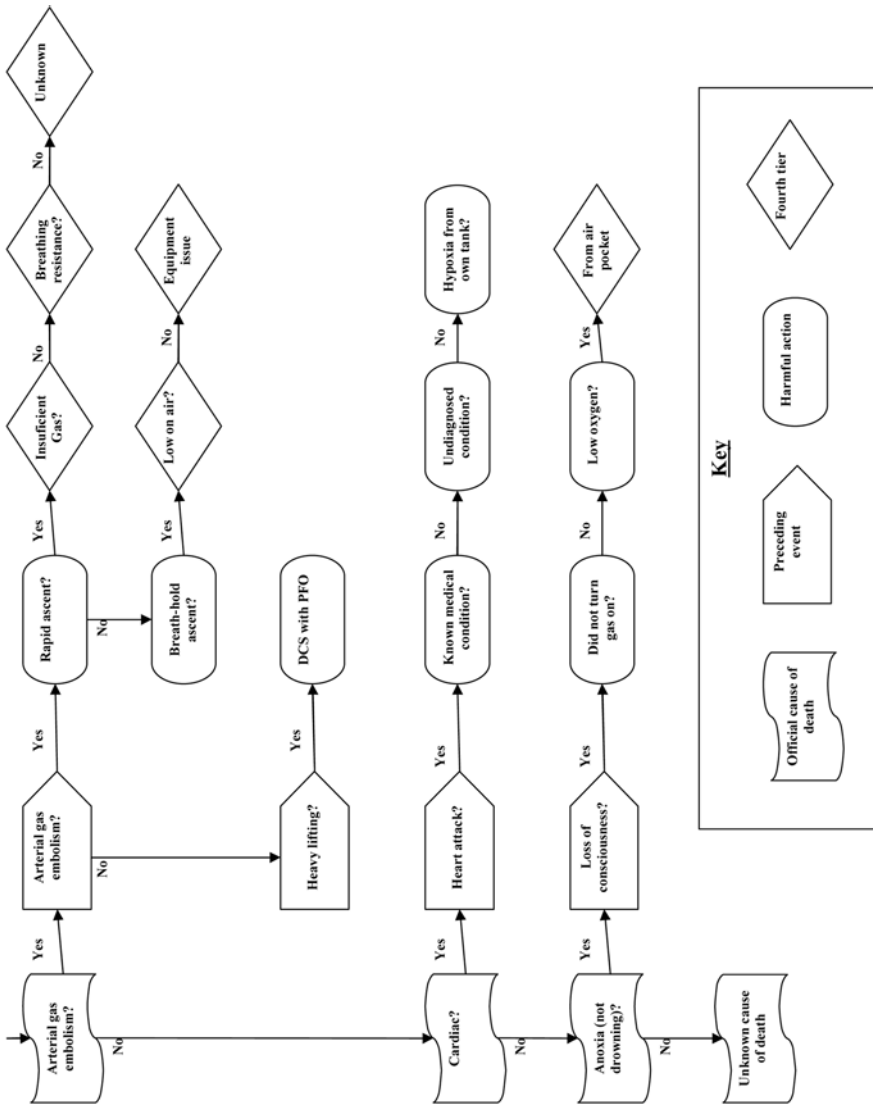 Arterial gas
embolism?
Yes
No
Arterial gas
embolism?
Yes
No
Rapid ascent?
Yes
No
Insufficient
Gas?
No
Breathing
resistance?
No
Unknown
Breath-hold
ascent?
Yes
Low on air?
No
Equipment
issue
Heavy lifting?
Yes
DCS with PFO
Cardiac?
Yes
No
Heart attack?
Yes
Known medical
condition?
No
Undiagnosed
condition?
No
Hypoxia from
own tank?
Anoxia (not
drowning)?
Yes
No
Loss of
consciousness?
Yes
Did not turn
gas on?
No
Low oxygen?
Yes
From air
pocket
Unknown cause
of death
Key
Official cause of
death
Preceding
event
Harmful action
Fourth tier